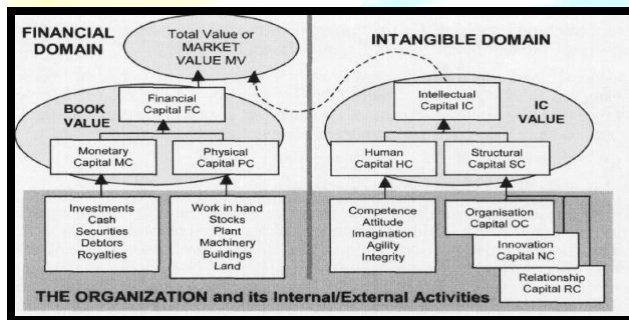 FINANCIAL
DOMAIN
Total Value or
MARKET
VALUE MV
INTANGIBLE DOMAIN
BOOK
VALUE
Financial
Capital FC
Intellectual
Capital IC
IC
VALUE
Monetary
Capital MC
Physical
Capital PC
Human
Capital HC
Structural
Capital SC
Investments
Cash
Securities
Debtors
Royalties
Work in hand
Stocks
Plant
Machinery
Buildings
Land
Competence
Attitude
Imagination
Agility
Integrity
Organisation
Capital OC
Innovation
Capital NC
Relationship
Capital RC
THE ORGANIZATION and its Internal/External Activities